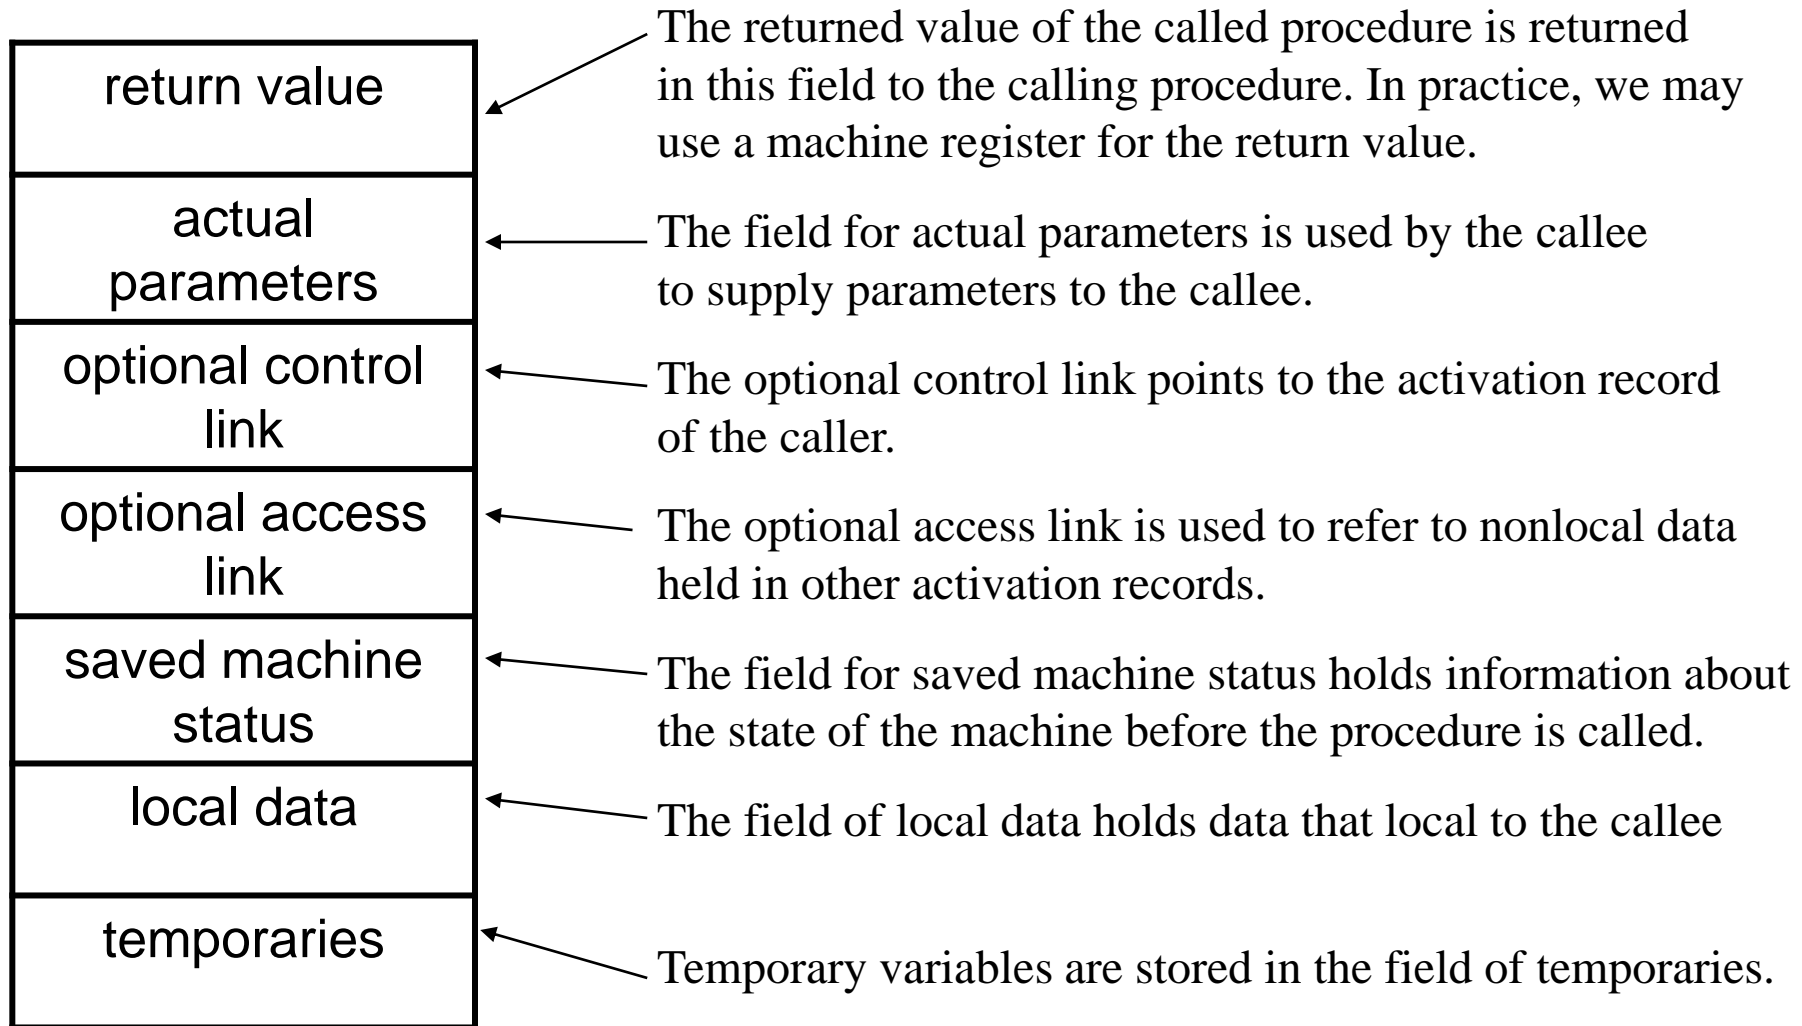 return value
The returned value of the called procedure is returned
in this field to the calling procedure. In practice, we may
use a machine register for the return value.
actual
parameters
The field for actual parameters is used by the callee
to supply parameters to the callee.
optional control
link
The optional control link points to the activation record
of the caller.
optional access
link
The optional access link is used to refer to nonlocal data
held in other activation records.
saved machine
status
The field for saved machine status holds information about
the state of the machine before the procedure is called.
local data
The field of local data holds data that local to the callee
temporaries
Temporary variables are stored in the field of temporaries.